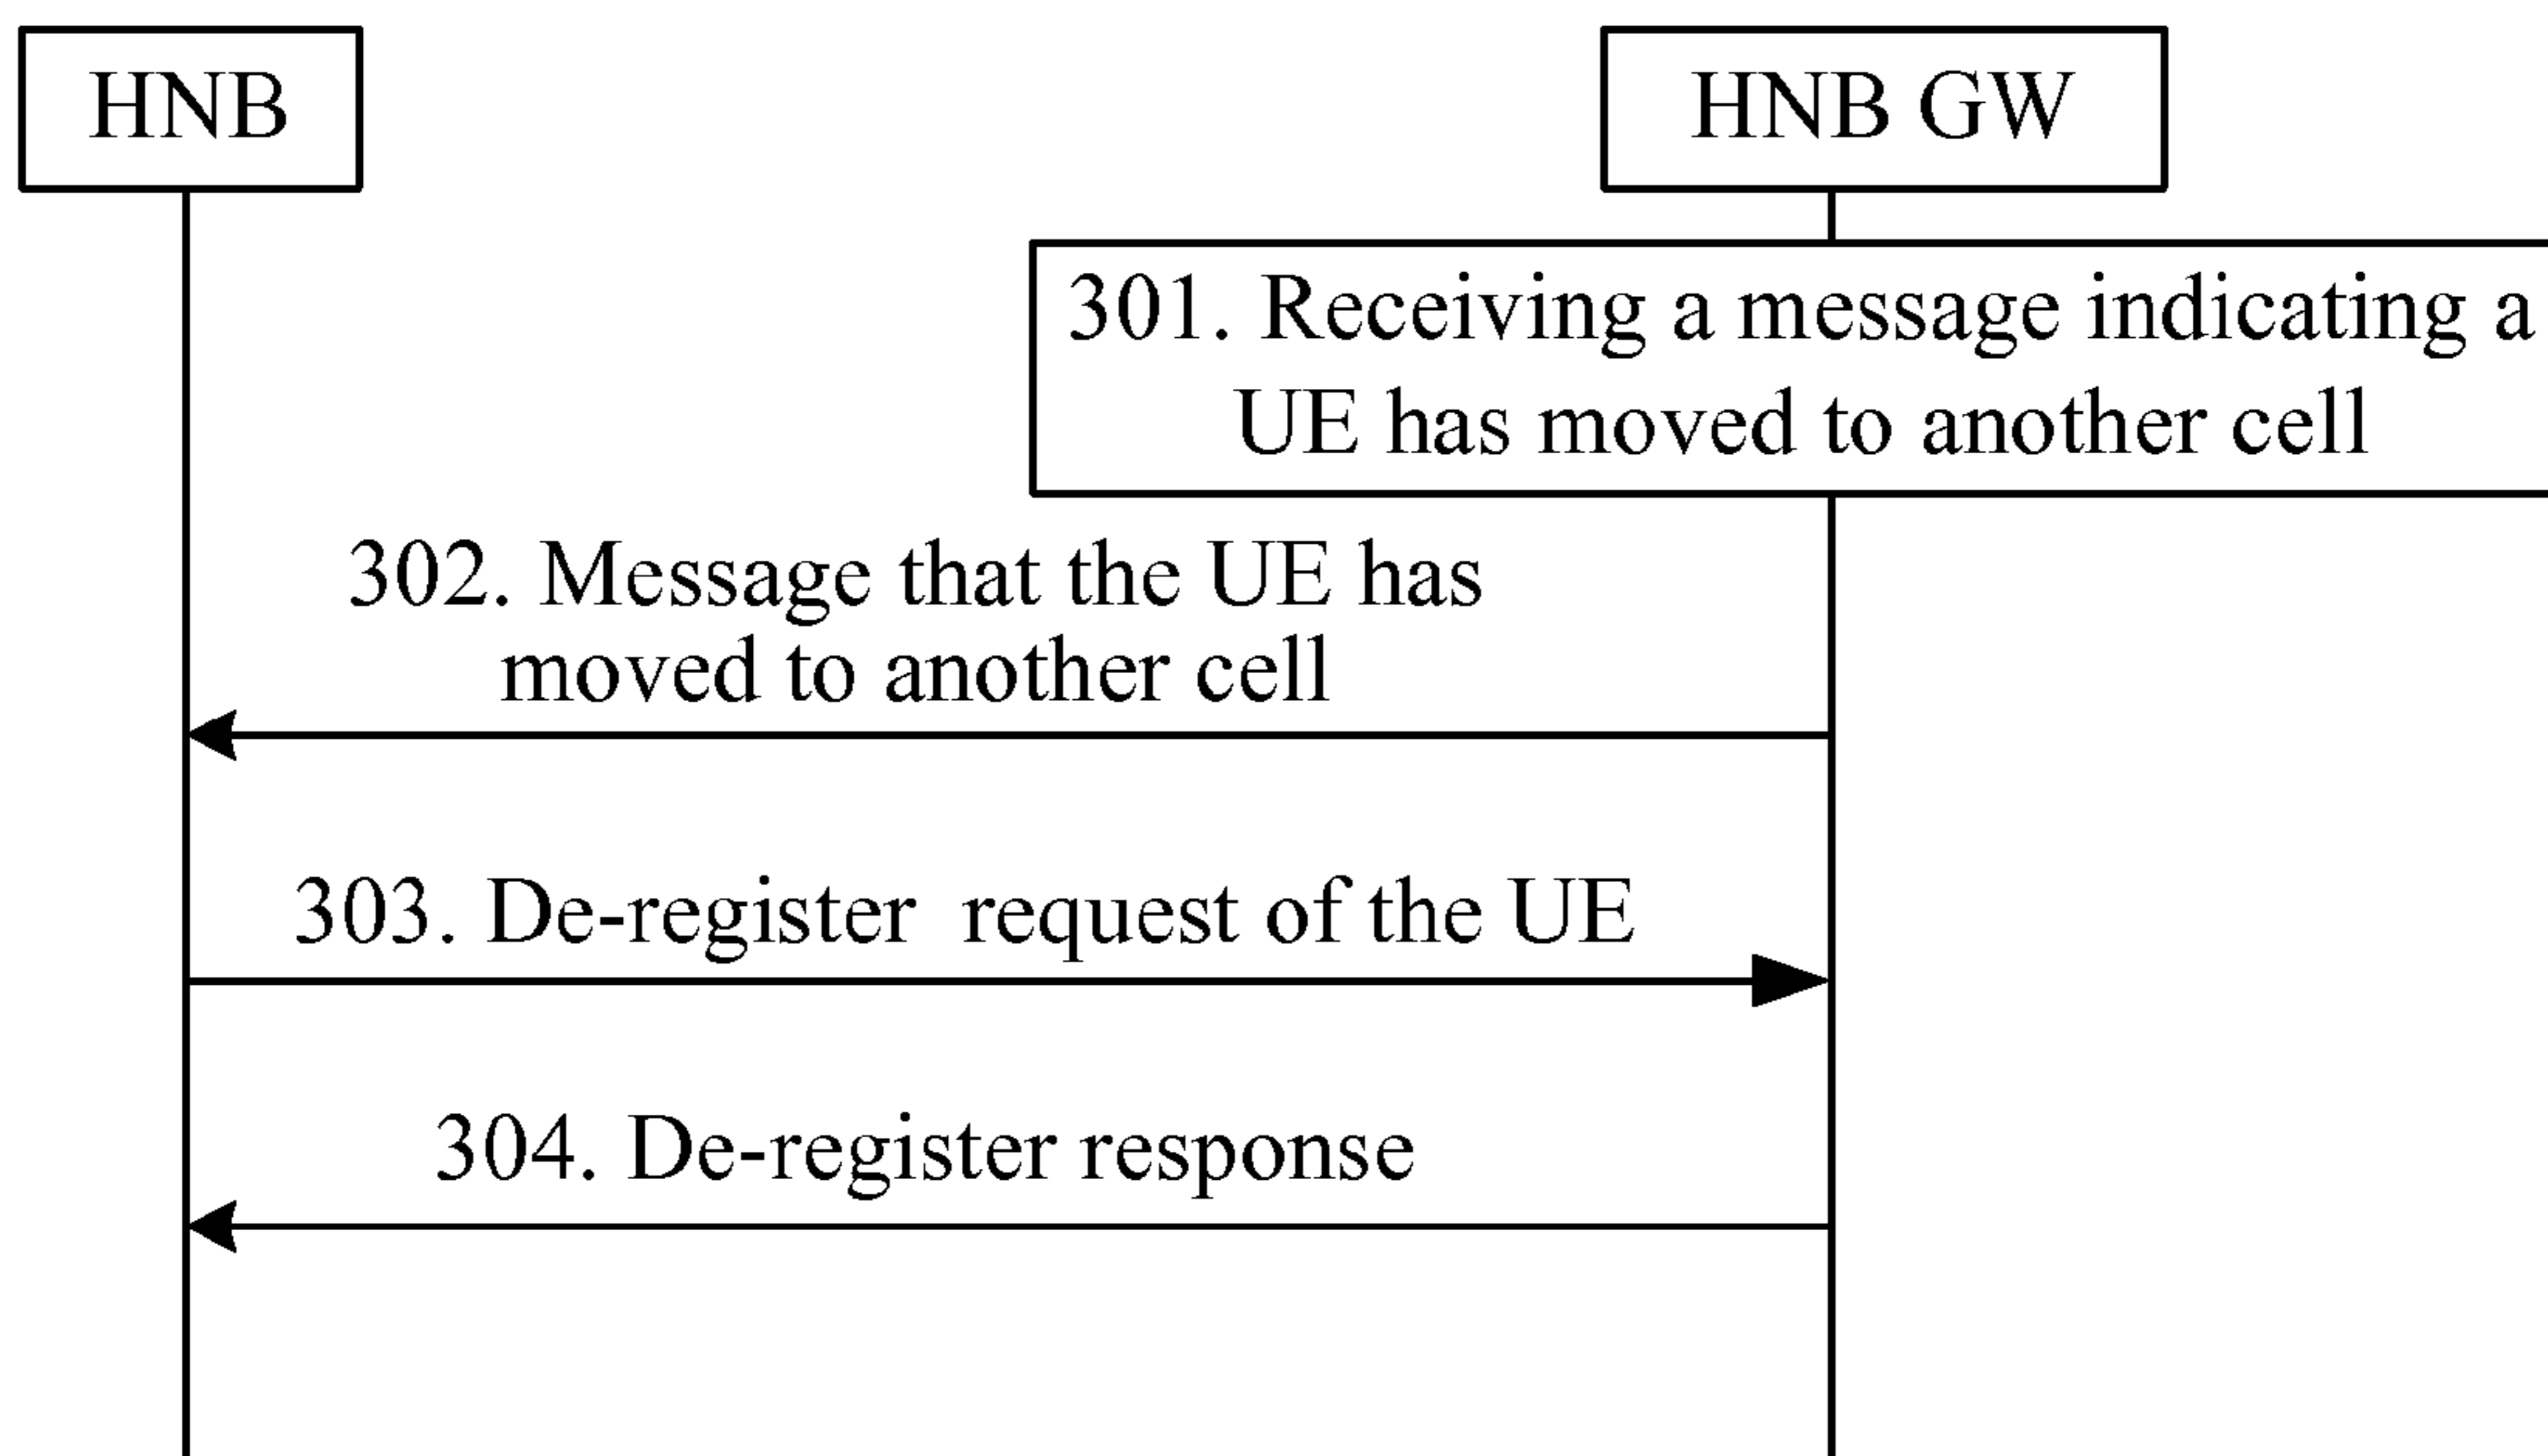 HNB
HNB GW
301. Receiving a message indicating a
UE has moved to another cell
302. Message that the UE has
moved to another cell
303. De-register request of the UE
304. De-register response